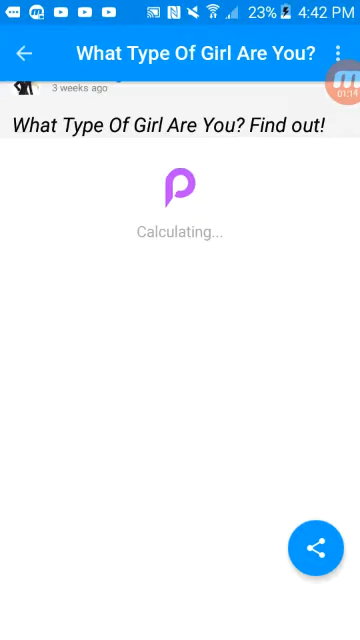 23% 4:42 PM
What Type Of Girl Are You?
3 weeks ago
01:14
What Type Of Girl Are You? Find out!
Calculating...